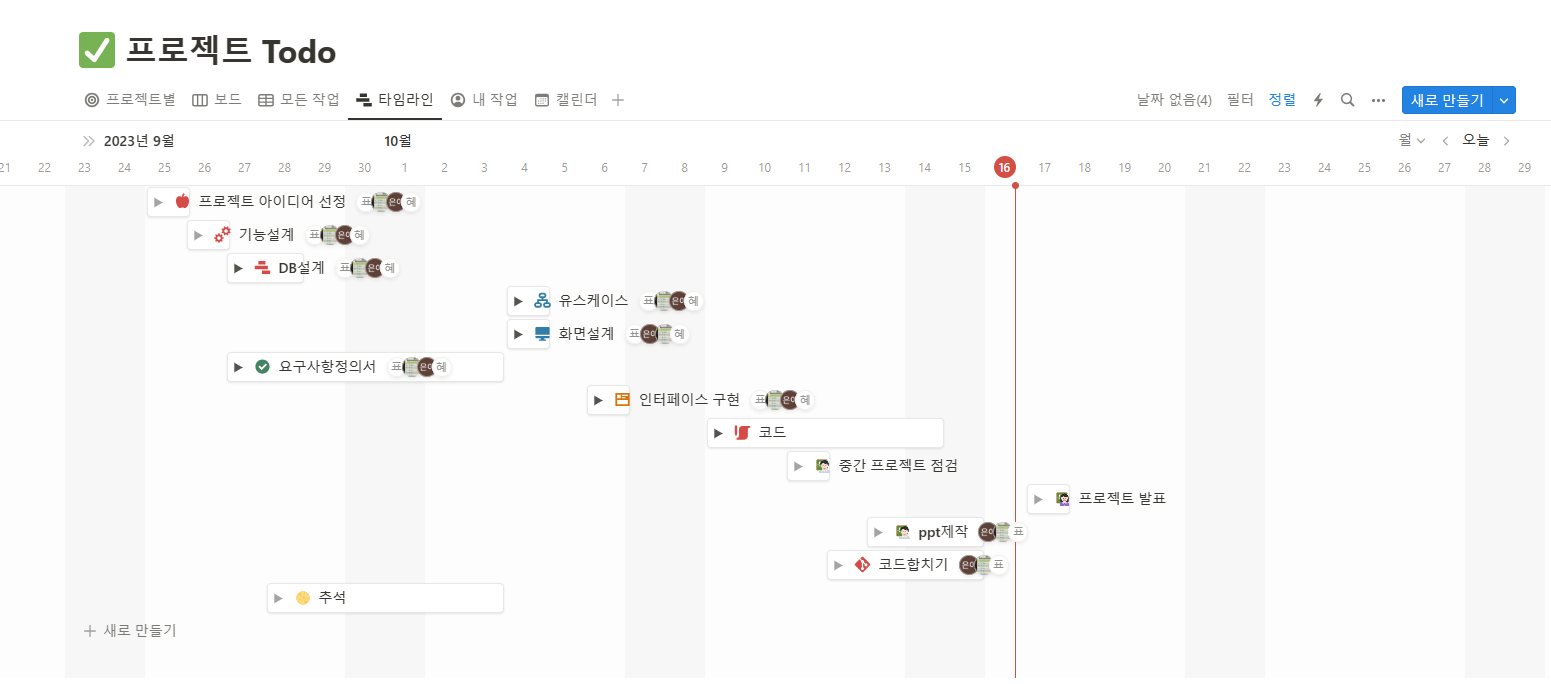 프로젝트 Todo
프로젝트별 보드 모든 작업 타임라인 내 작업 캘린더 날짜 없음(4) 필터 정렬 새로 만들기
2023년 9월 10월 월 오늘
21 22 23 24 25 26 27 28 29 30 1 2 3 4 5 6 7 8 9 10 11 12 13 14 15 16 17 18 19 20 21 22 23 24 25 26 27 28 29
프로젝트 아이디어 선정 표 은이 혜
기능설계 표 은이 혜
DB설계 표 은이 혜
유스케이스 표 은이 혜
화면설계 표 은이 혜
요구사항정의서 표 은이 혜
인터페이스 구현 표 은이 혜
코드
중간 프로젝트 점검
프로젝트 발표
ppt제작 은이 표
코드합치기 은이 표
추석
새로 만들기